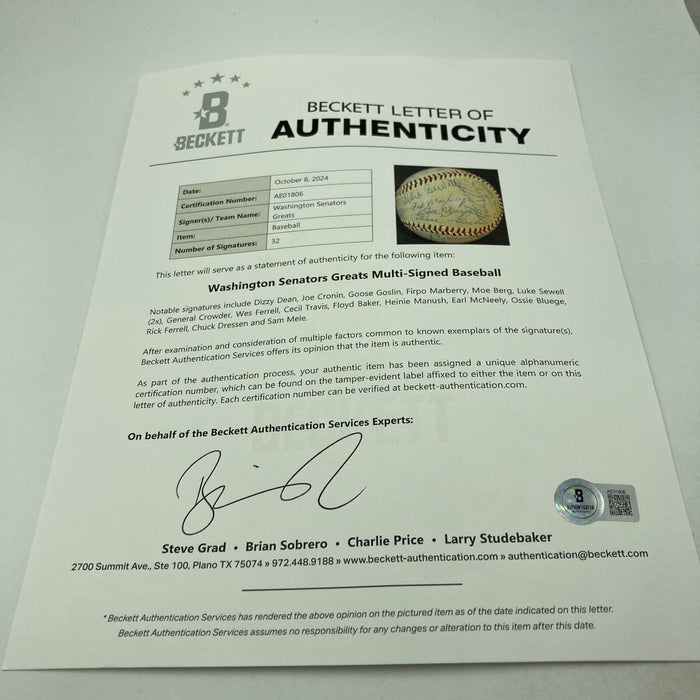 B
BECKETT
BECKETT LETTER OF
AUTHENTICITY
Date: October 8, 2024
Certification Number: AE01806
Signer(s)/ Team Name: Washington Senators Greats
Item: Baseball
Number of Signatures: 32
This letter will serve as a statement of authenticity for the following item:
Washington Senators Greats Multi-Signed Baseball
Notable signatures include Dizzy Dean, Joe Cronin, Goose Goslin, Firpo Marberry, Moe Berg, Luke Sewell
(2x), General Crowder, Wes Ferrell, Cecil Travis, Floyd Baker, Heinie Manush, Earl McNeely, Ossie Bluege,
Rick Ferrell, Chuck Dressen and Sam Mele.
After examination and consideration of multiple factors common to known exemplars of the signature(s),
Beckett Authentication Services offers its opinion that the item is authentic.
As part of the authentication process, your authentic item has been assigned a unique alphanumeric
certification number, which can be found on the tamper-evident label affixed to either the item or on this
letter of authenticity. Each certification number can be verified at beckett-authentication.com.
On behalf of the Beckett Authentication Services Experts:
B
AUTHENTICATED
AE01806
Steve Grad • Brian Sobrero • Charlie Price • Larry Studebaker
2700 Summit Ave., Ste 100, Plano TX 75074 » 972.448.9188 » www.beckett-authentication.com » authentication@beckett.com
*Beckett Authentication Services has rendered the above opinion on the pictured item as of the date indicated on this letter.
Beckett Authentication Services assumes no responsibility for any changes or alteration to this item after this date.